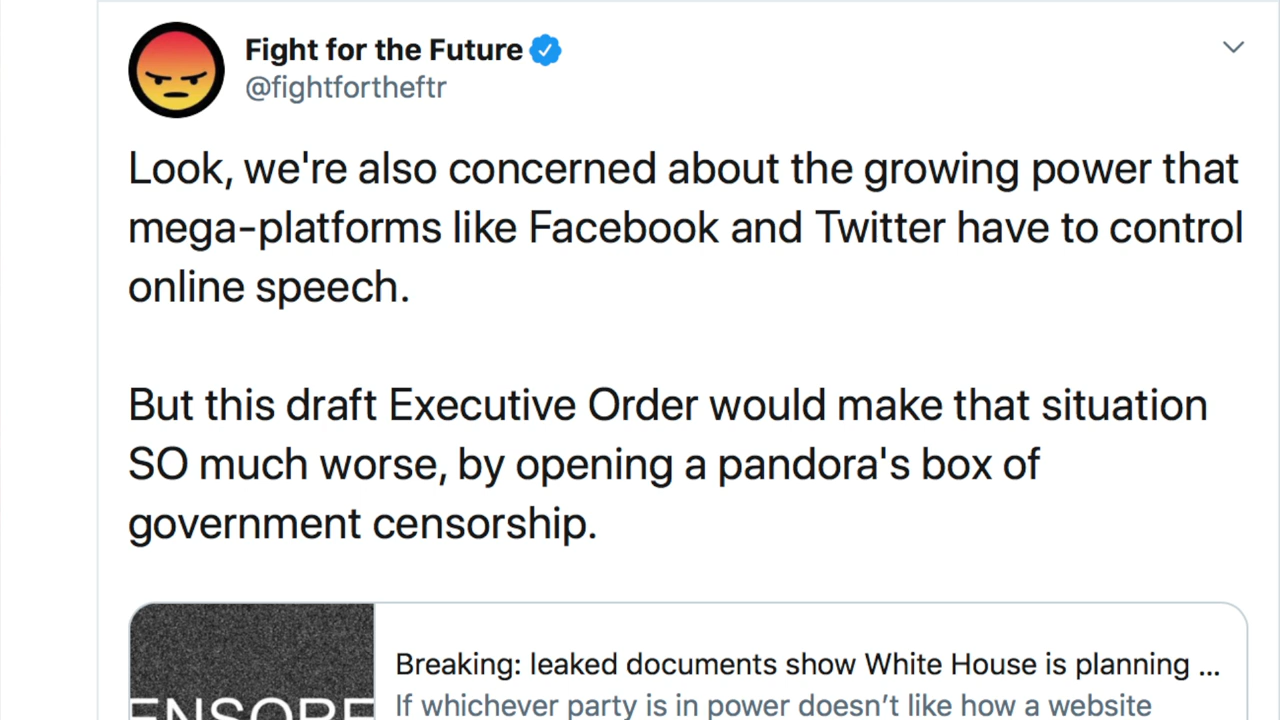 Fight for the Future
@fightfortheftr
Look, we're also concerned about the growing power that
mega-platforms like Facebook and Twitter have to control
online speech.
But this draft Executive Order would make that situation
SO much worse, by opening a pandora's box of
government censorship.
Breaking: leaked documents show White House is planning ...
If whichever party is in power doesn’t like how a website
ENSORE